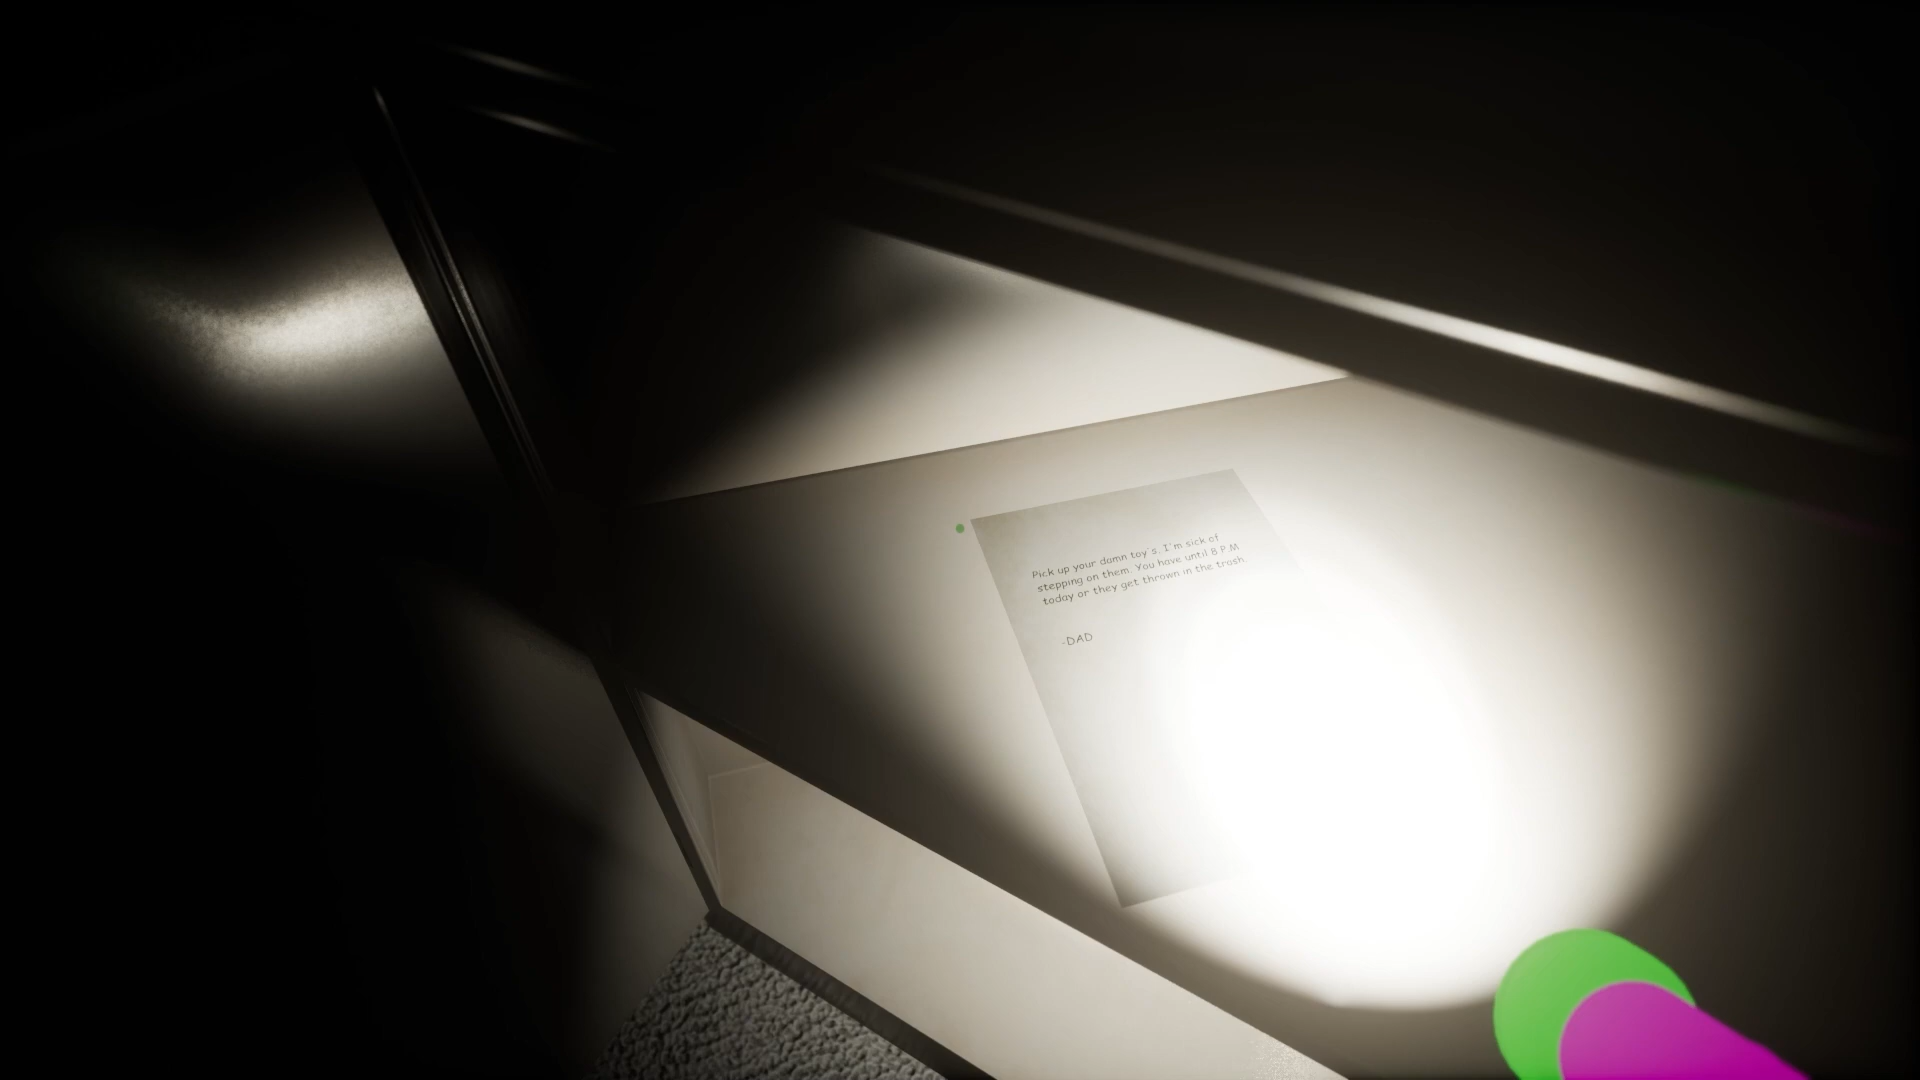 Pick up your damn toy's. I'm sick of
stepping on them. You have until 8 P.M
today or they get thrown in the trash.
-DAD